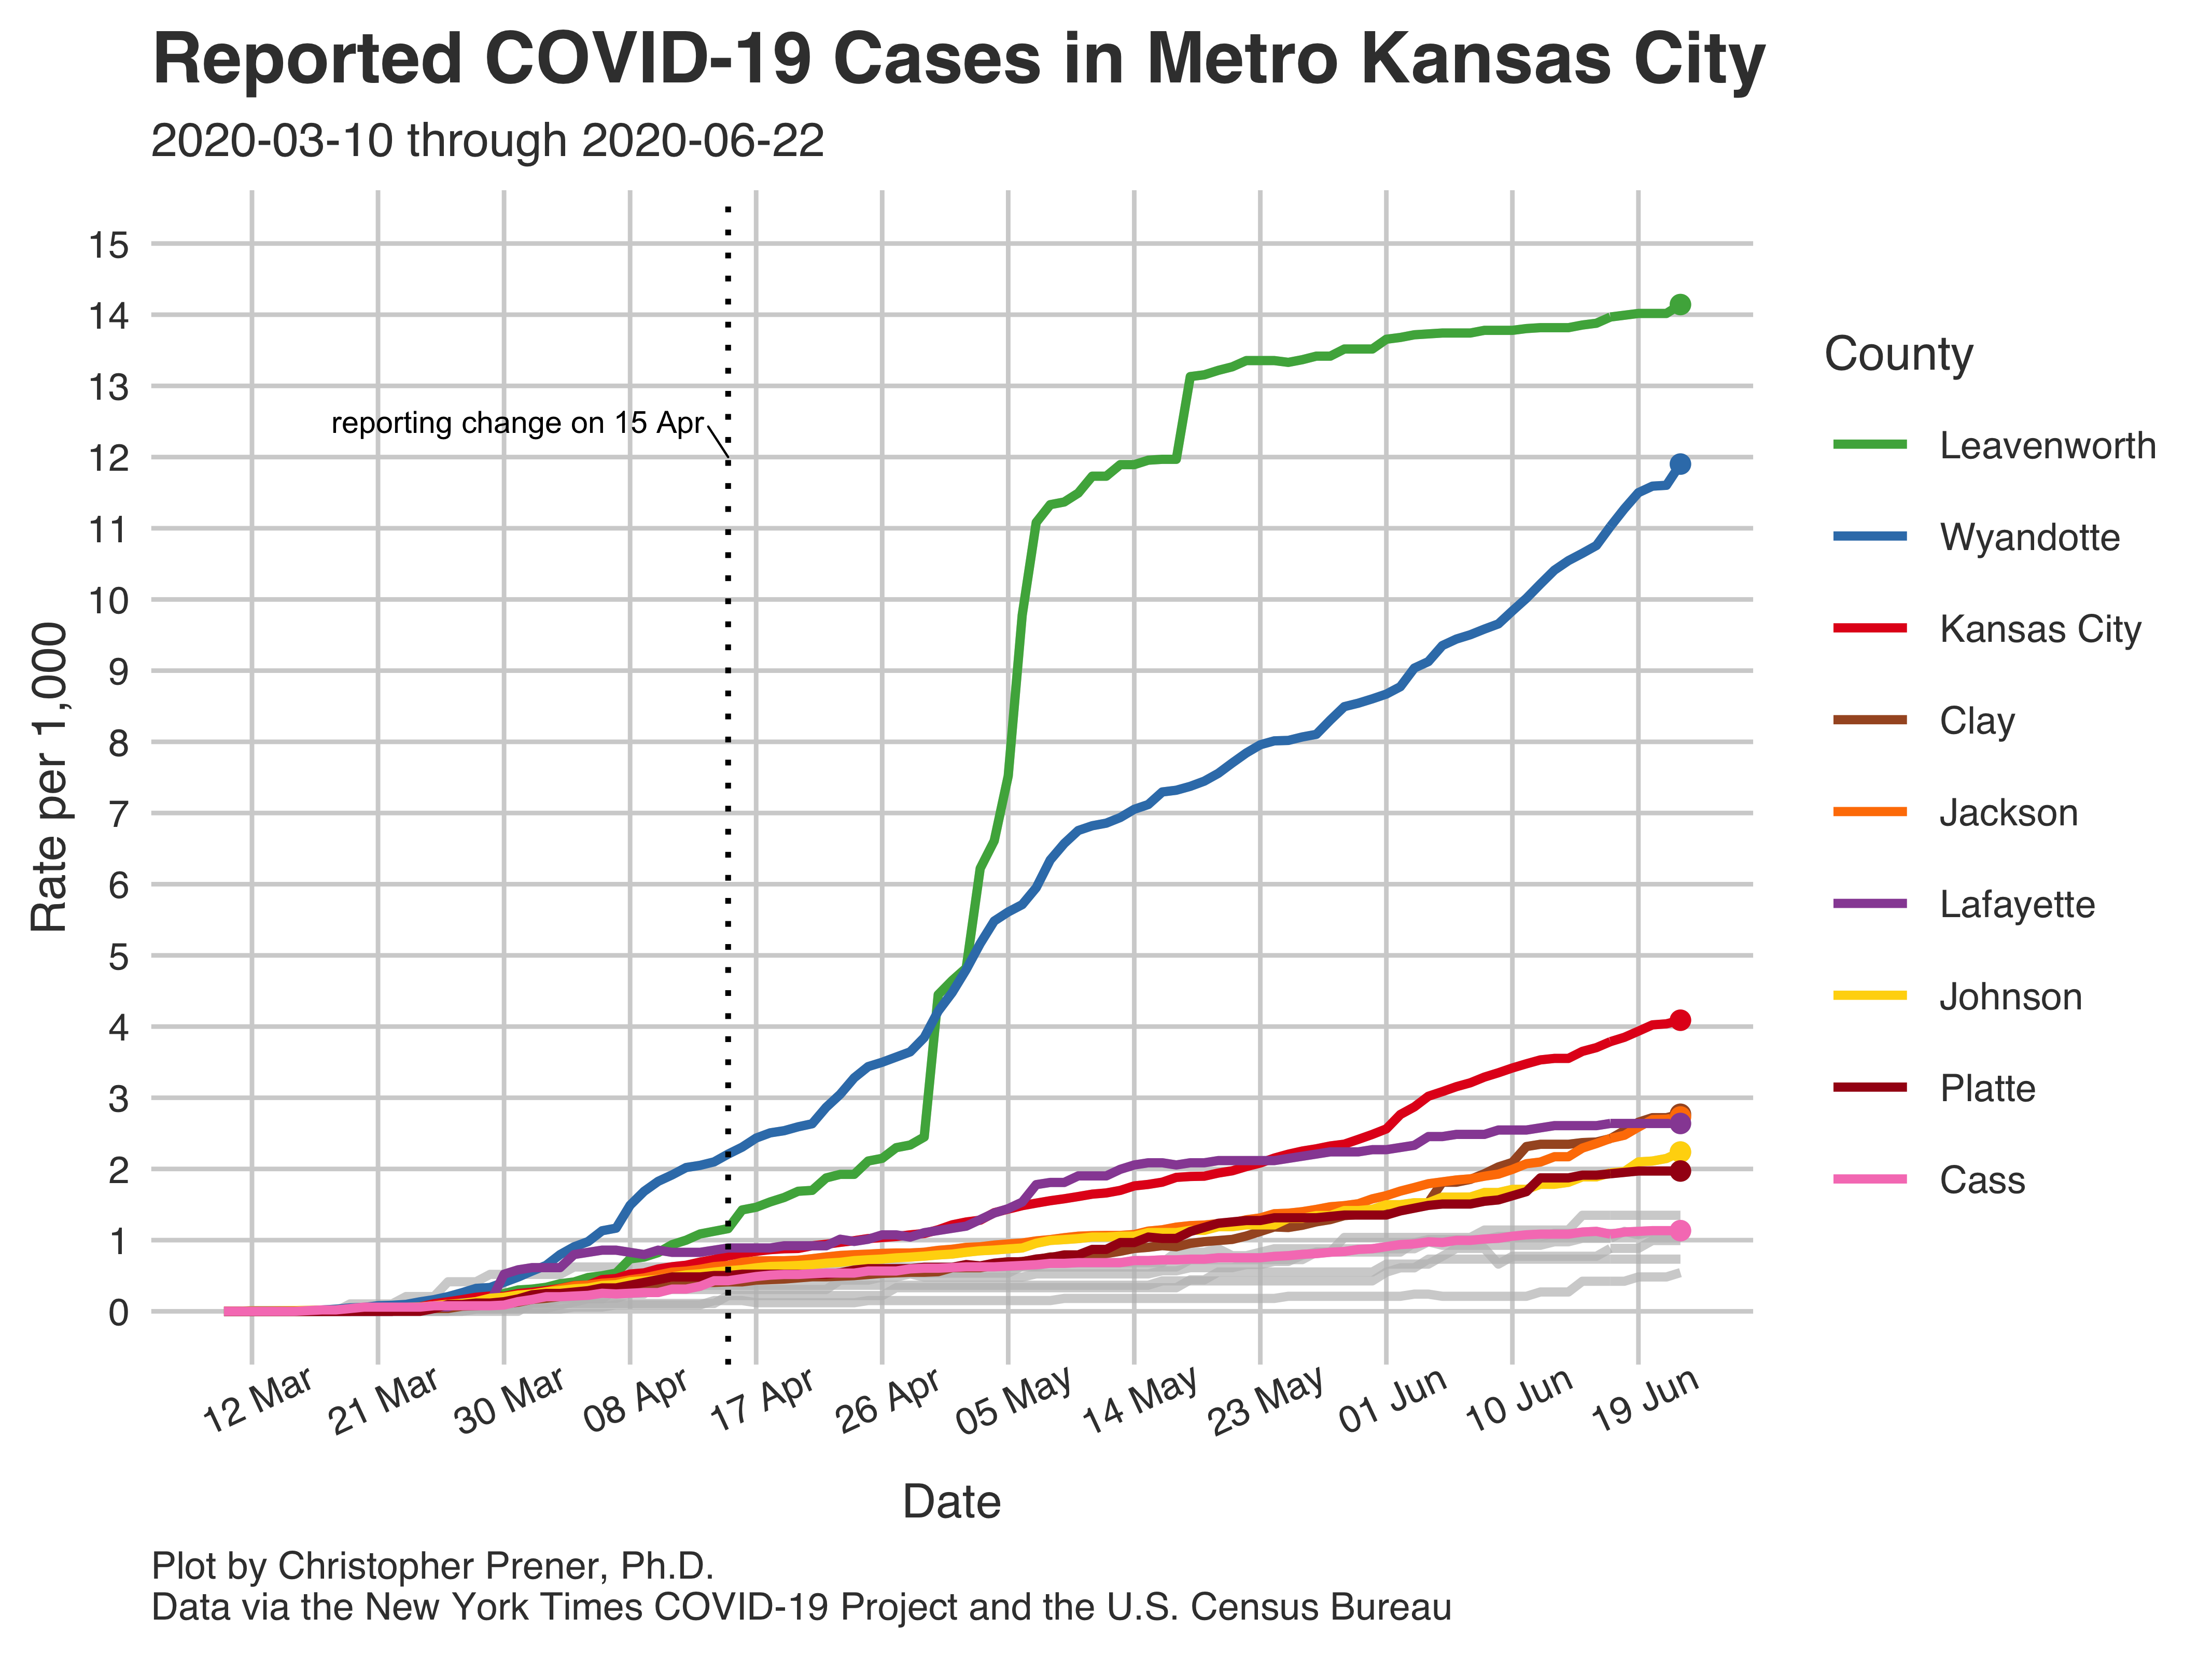 Reported COVID-19 Cases in Metro Kansas City
2020-03-10 through 2020-06-22
15
14
13
12
11
10
9
8
7
6
5
4
3
2
1
0
Rate per 1,000
reporting change on 15 Apr
12 Mar
21 Mar
30 Mar
08 Apr
17 Apr
26 Apr
05 May
14 May
23 May
01 Jun
10 Jun
19 Jun
Date
County
Leavenworth
Wyandotte
Kansas City
Clay
Jackson
Lafayette
Johnson
Platte
Cass
Plot by Christopher Prener, Ph.D.
Data via the New York Times COVID-19 Project and the U.S. Census Bureau